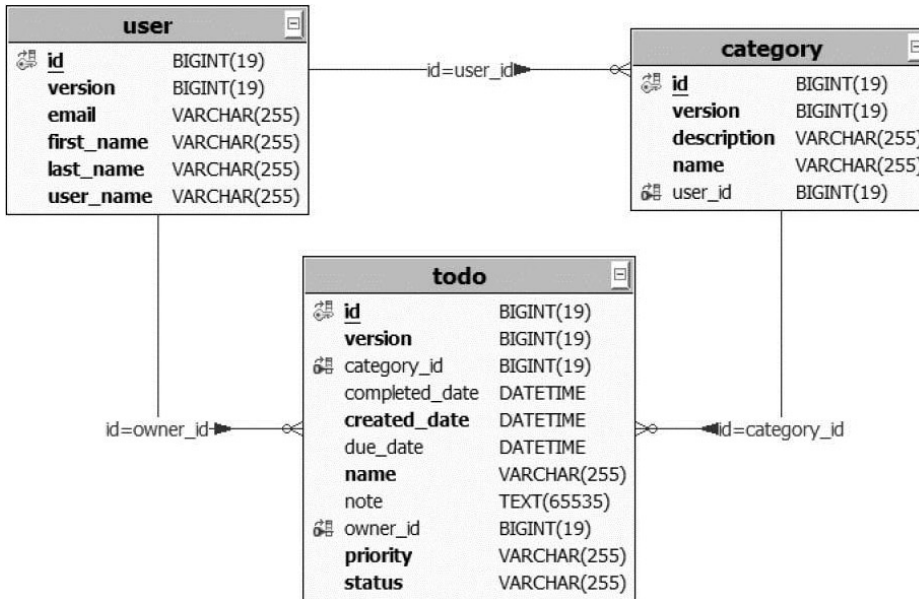 user
id BIGINT(19)
version BIGINT(19)
email VARCHAR(255)
first_name VARCHAR(255)
last_name VARCHAR(255)
user_name VARCHAR(255)
id=user_id
category
id BIGINT(19)
version BIGINT(19)
description VARCHAR(255)
name VARCHAR(255)
user_id BIGINT(19)
todo
id BIGINT(19)
version BIGINT(19)
category_id BIGINT(19)
completed_date DATETIME
created_date DATETIME
due_date DATETIME
name VARCHAR(255)
note TEXT(65535)
owner_id BIGINT(19)
priority VARCHAR(255)
status VARCHAR(255)
id=owner_id
id=category_id